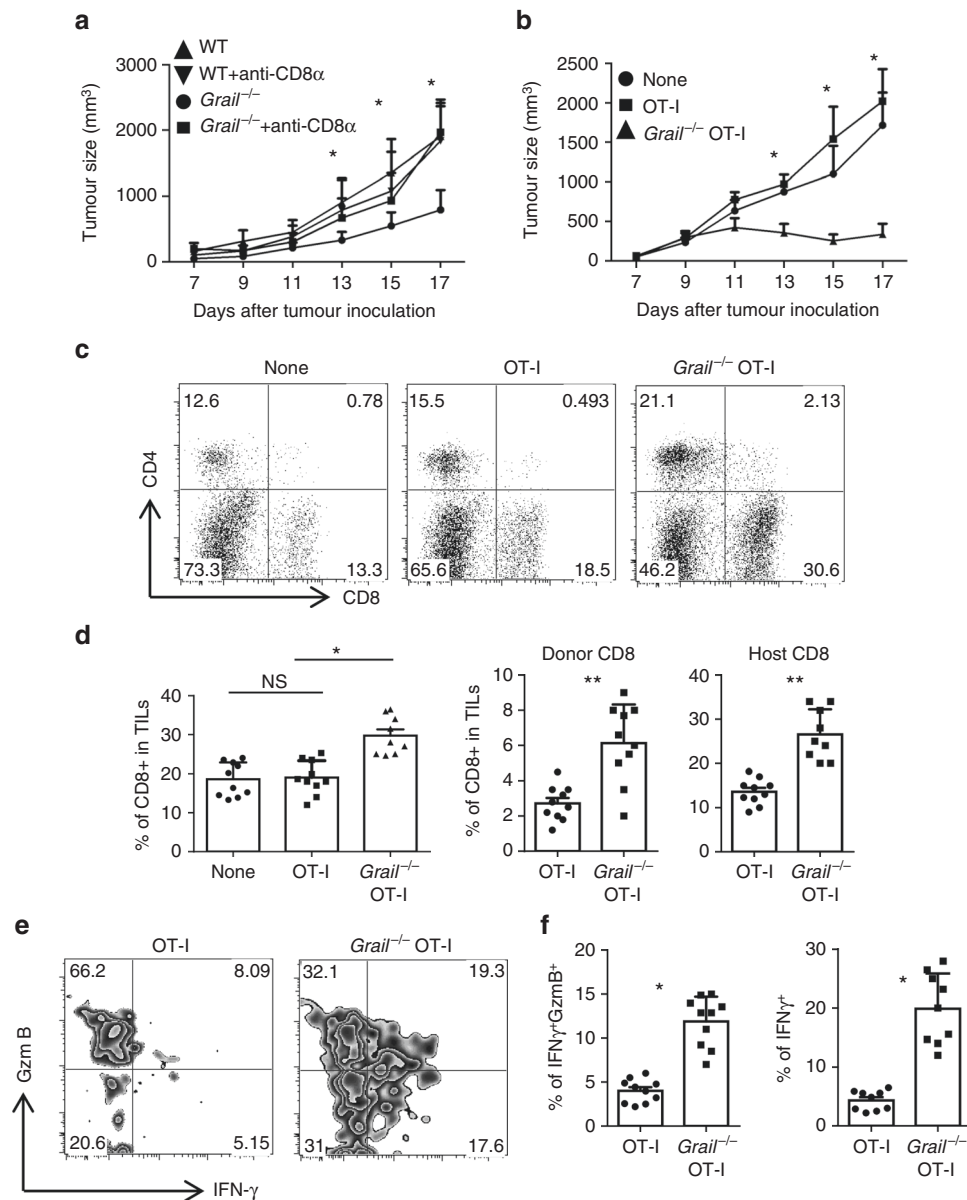 a
WT
WT+anti-CD8α
Grail–/–
Grail–/–+anti-CD8α
Tumour size (mm3)
3000
2000
1000
0
* * *
7 9 11 13 15 17
Days after tumour inoculation
b
None
OT-I
Grail–/– OT-I
Tumour size (mm3)
2500
2000
1500
1000
500
0
* * *
7 9 11 13 15 17
Days after tumour inoculation
c
None OT-I Grail–/– OT-I
12.6 0.78 15.5 0.493 21.1 2.13
CD4
73.3 13.3 65.6 18.5 46.2 30.6
CD8
d
% of CD8+ in TILs
40
30
20
10
0
NS
*
None OT-I Grail–/–
OT-I
Donor CD8
% of CD8+ in TILs
10
8
6
4
2
0
**
OT-I Grail–/–
OT-I
Host CD8
40
30
20
10
0
**
OT-I Grail–/–
OT-I
e
OT-I Grail–/– OT-I
66.2 8.09 32.1 19.3
Gzm B
20.6 5.15 31 17.6
IFN-γ
f
% of IFNγ+GzmB+
20
15
10
5
0
*
OT-I Grail–/–
OT-I
% of IFNγ+
30
20
10
0
*
OT-I Grail–/–
OT-I